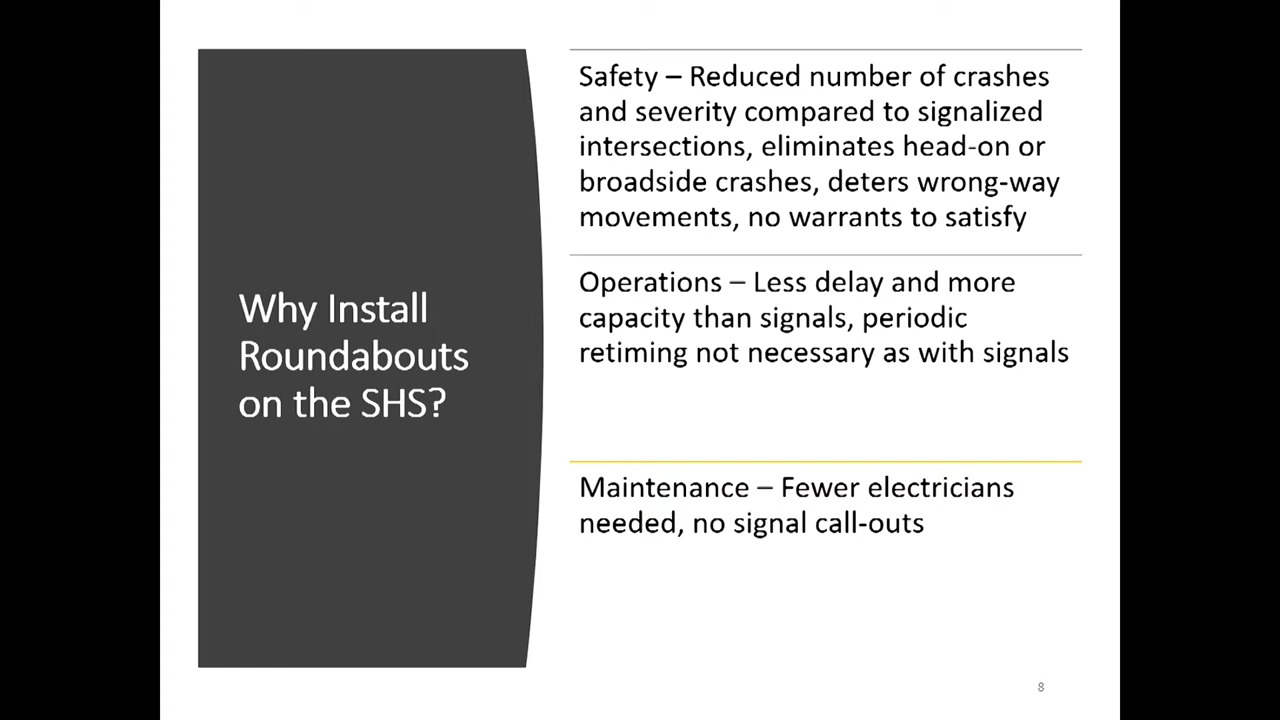 Why Install
Roundabouts
on the SHS?
Safety – Reduced number of crashes
and severity compared to signalized
intersections, eliminates head-on or
broadside crashes, deters wrong-way
movements, no warrants to satisfy
Operations – Less delay and more
capacity than signals, periodic
retiming not necessary as with signals
Maintenance – Fewer electricians
needed, no signal call-outs
8